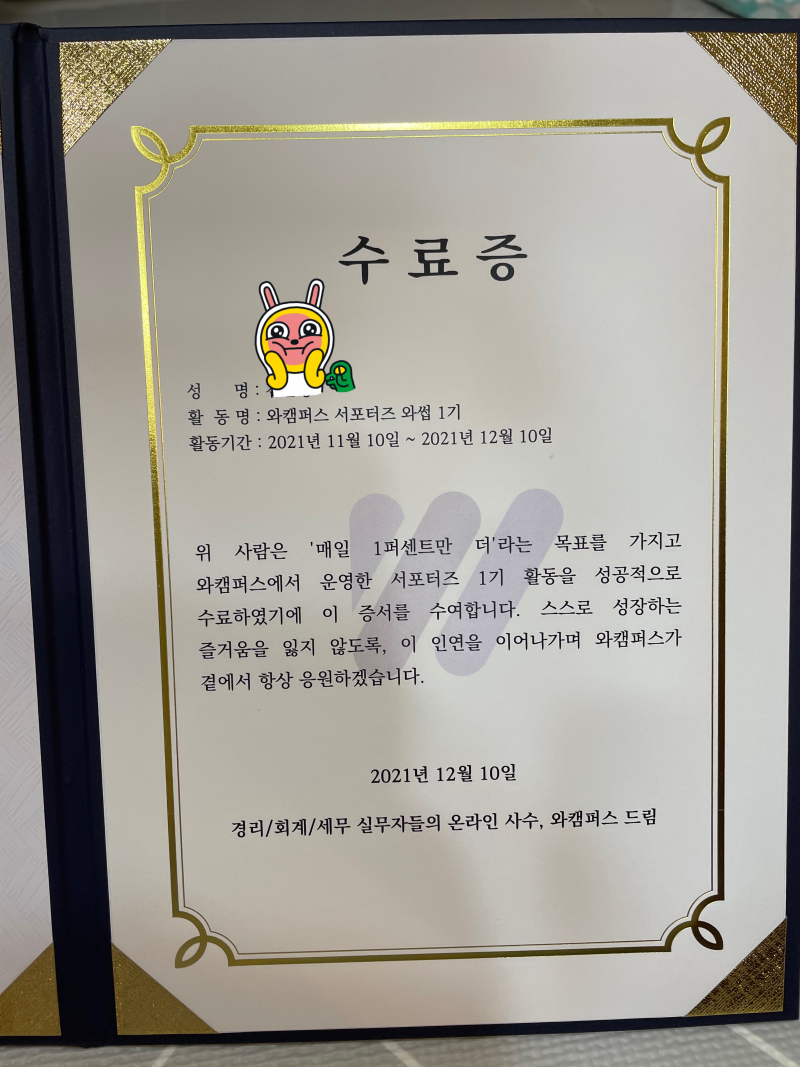 수료증
성 명 :
활 동 명 : 와캠퍼스 서포터즈 와썹 1기
활동기간 : 2021년 11월 10일 ~ 2021년 12월 10일
위 사람은 '매일 1퍼센트만 더'라는 목표를 가지고
와캠퍼스에서 운영한 서포터즈 1기 활동을 성공적으로
수료하였기에 이 증서를 수여합니다. 스스로 성장하는
즐거움을 잃지 않도록, 이 인연을 이어나가며 와캠퍼스가
곁에서 항상 응원하겠습니다.
2021년 12월 10일
경리/회계/세무 실무자들의 온라인 사수, 와캠퍼스 드림